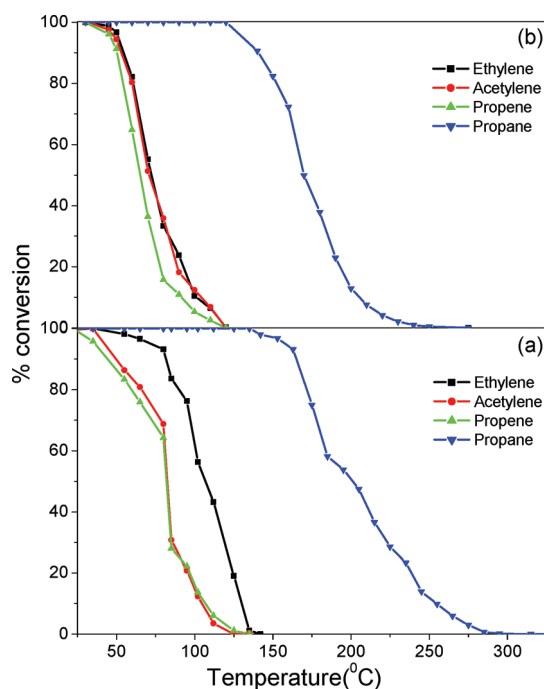 100
(b)
80
60
40
20
Ethylene
Acetylene
Propene
Propane
100
(a)
80
60
40
20
0
Ethylene
Acetylene
Propene
Propane
% conversion
50 100 150 200 250 300
Temperature(⁰C)